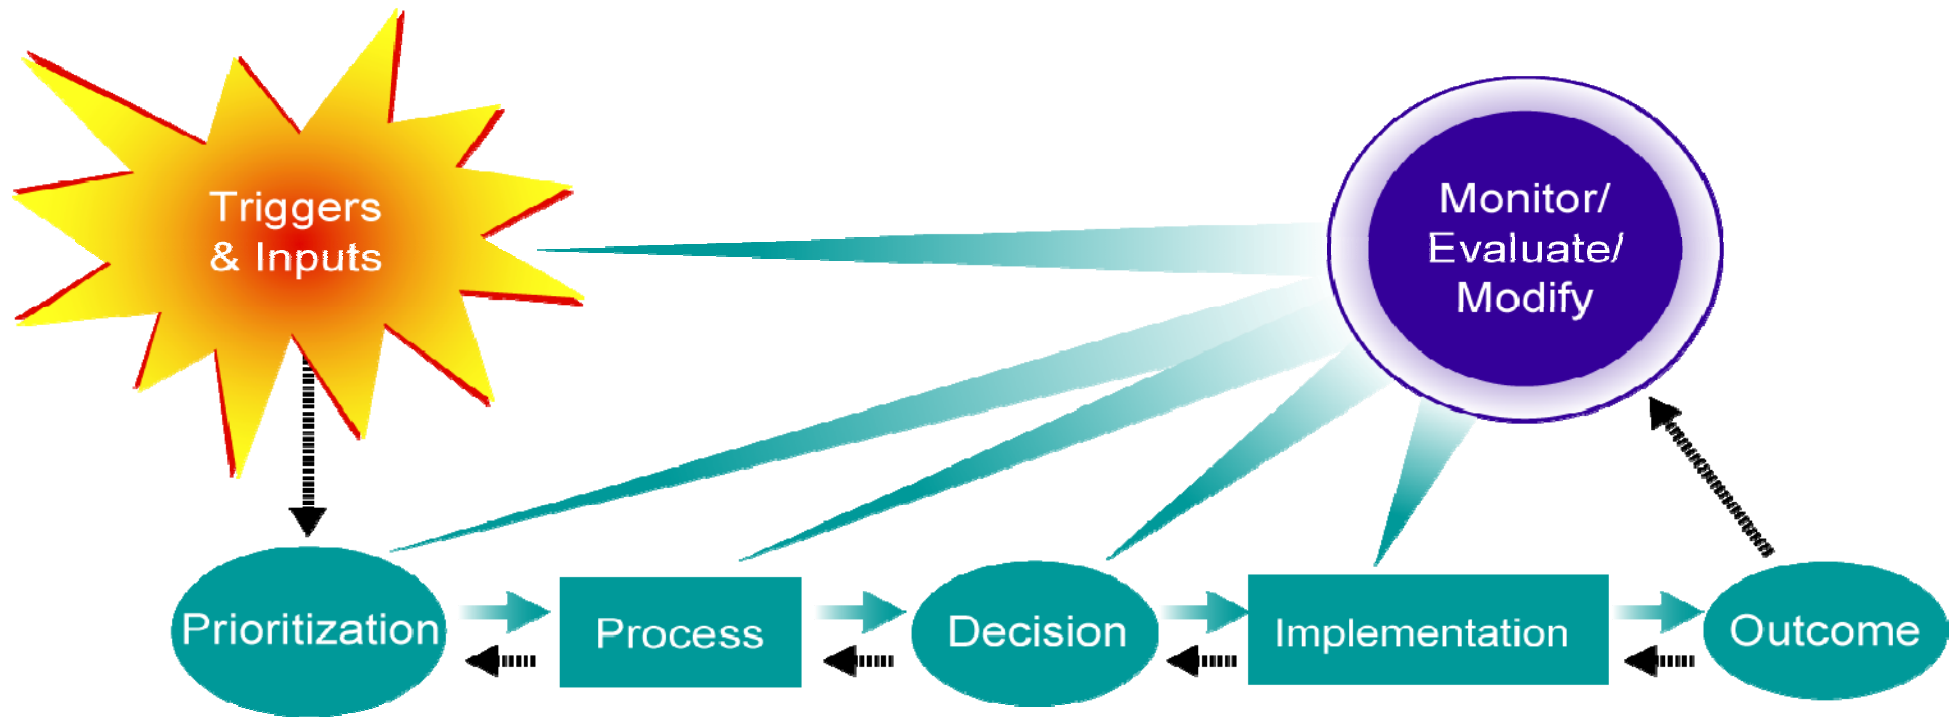 Triggers
& Inputs
Monitor/
Evaluate/
Modify
Prioritization
Process
Decision
Implementation
Outcome